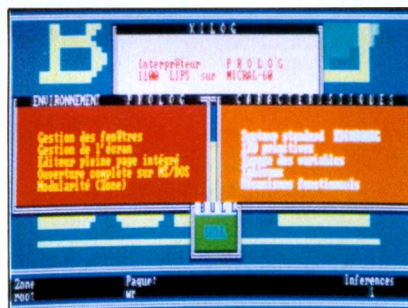 XILOG
Interpréteur PROLOG
1100 LIPS sur MICRAL-60
ENVIRONNEMENT PROLOG
CARACTERISTIQUES
Gestion des fenêtres
Gestion de l'écran
Editeur pleine page intégré
Ouverture complète sur MS/DOS
Modularité (Zone)
Syntaxe standard
primitives
des variables
Mécanismes fonctionnels
BULL
Zone Paquet Inferences
root 1